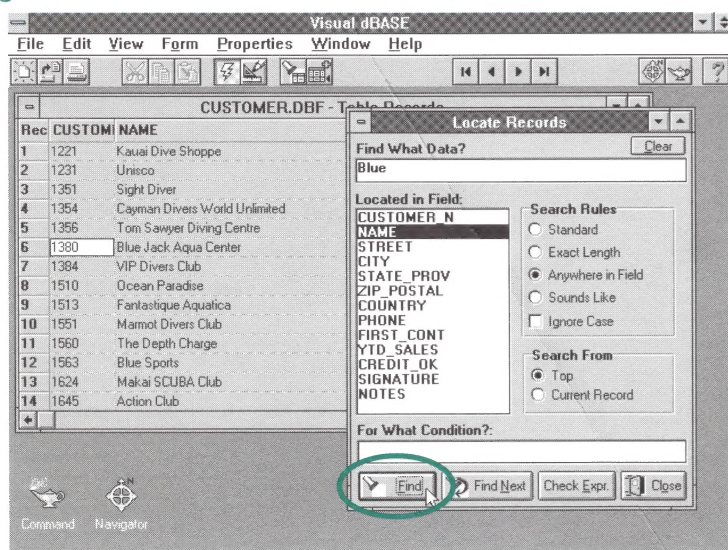 Visual dBASE
File Edit View Form Properties Window Help
CUSTOMER.DBF - Table Records
Rec CUSTOMI NAME
1 1221 Kauai Dive Shoppe
2 1231 Unisco
3 1351 Sight Diver
4 1354 Cayman Divers World Unlimited
5 1356 Tom Sawyer Diving Centre
6 1380 Blue Jack Aqua Center
7 1384 VIP Divers Club
8 1510 Ocean Paradise
9 1513 Fantastique Aquatica
10 1551 Marmot Divers Club
11 1560 The Depth Charge
12 1563 Blue Sports
13 1624 Makai SCUBA Club
14 1645 Action Club
Locate Records
Find What Data?
Clear
Blue
Located in Field:
CUSTOMER_N
NAME
STREET
CITY
STATE_PROV
ZIP_POSTAL
COUNTRY
PHONE
FIRST_CONT
YTD_SALES
CREDIT_OK
SIGNATURE
NOTES
Search Rules
Standard
Exact Length
Anywhere in Field
Sounds Like
Ignore Case
Search From
Top
Current Record
For What Condition?:
Find Find Next Check Expr. Close
Command Navigator